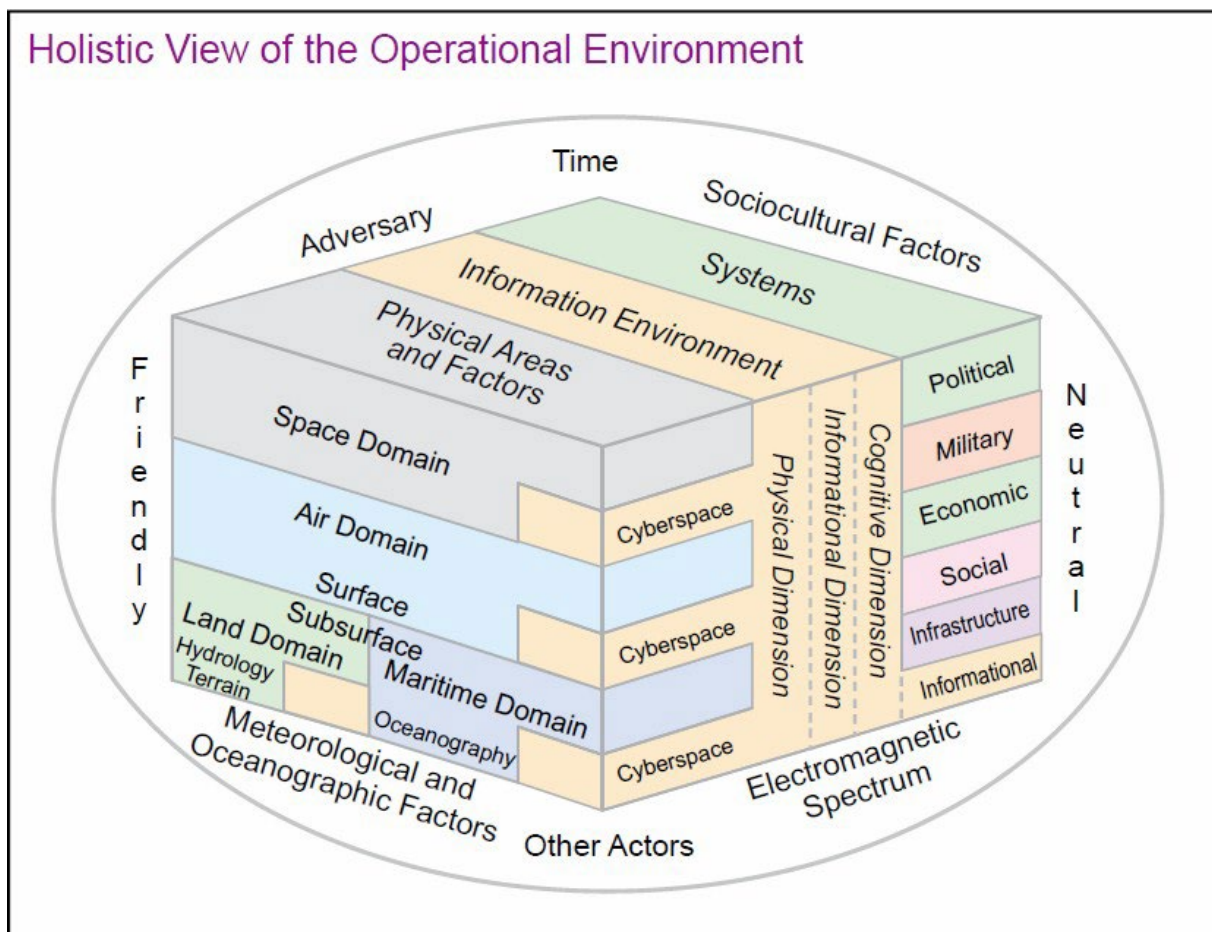 Holistic View of the Operational Environment
Time
Adversary
Sociocultural Factors
Systems
Information Environment
Physical Areas
and Factors
Friendly
Neutral
Space Domain
Air Domain
Surface
Subsurface
Land Domain
Hydrology
Terrain
Maritime Domain
Oceanography
Cyberspace
Cyberspace
Cyberspace
Physical Dimension
Informational Dimension
Cognitive Dimension
Political
Military
Economic
Social
Infrastructure
Informational
Meteorological and
Oceanographic Factors
Electromagnetic
Spectrum
Other Actors